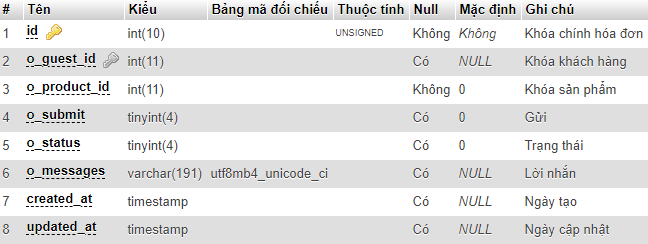 # Tên Kiểu Bảng mã đối chiếu Thuộc tính Null Mặc định Ghi chú
1 id int(10) UNSIGNED Không Không Khóa chính hóa đơn
2 o_guest_id int(11) Có NULL Khóa khách hàng
3 o_product_id int(11) Không 0 Khóa sản phẩm
4 o_submit tinyint(4) Có 0 Gửi
5 o_status tinyint(4) Có 0 Trạng thái
6 o_messages varchar(191) utf8mb4_unicode_ci Có NULL Lời nhắn
7 created_at timestamp Có NULL Ngày tạo
8 updated_at timestamp Có NULL Ngày cập nhật